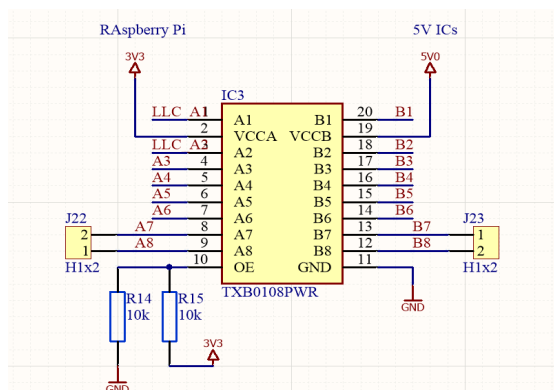 RAspberry Pi
5V ICs
3V3
5V0
IC3
LLC A1
1
A1
B1
20
B1
2
VCCA
VCCB
19
LLC A2
3
A2
B2
18
B2
A3
4
A3
B3
17
B3
A4
5
A4
B4
16
B4
A5
6
A5
B5
15
B5
A6
7
A6
B6
14
B6
J22
J23
2
A7
8
A7
B7
13
B7
1
1
A8
9
A8
B8
12
B8
2
H1x2
10
OE
GND
11
H1x2
TXB0108PWR
R14
10k
R15
10k
GND
3V3
GND